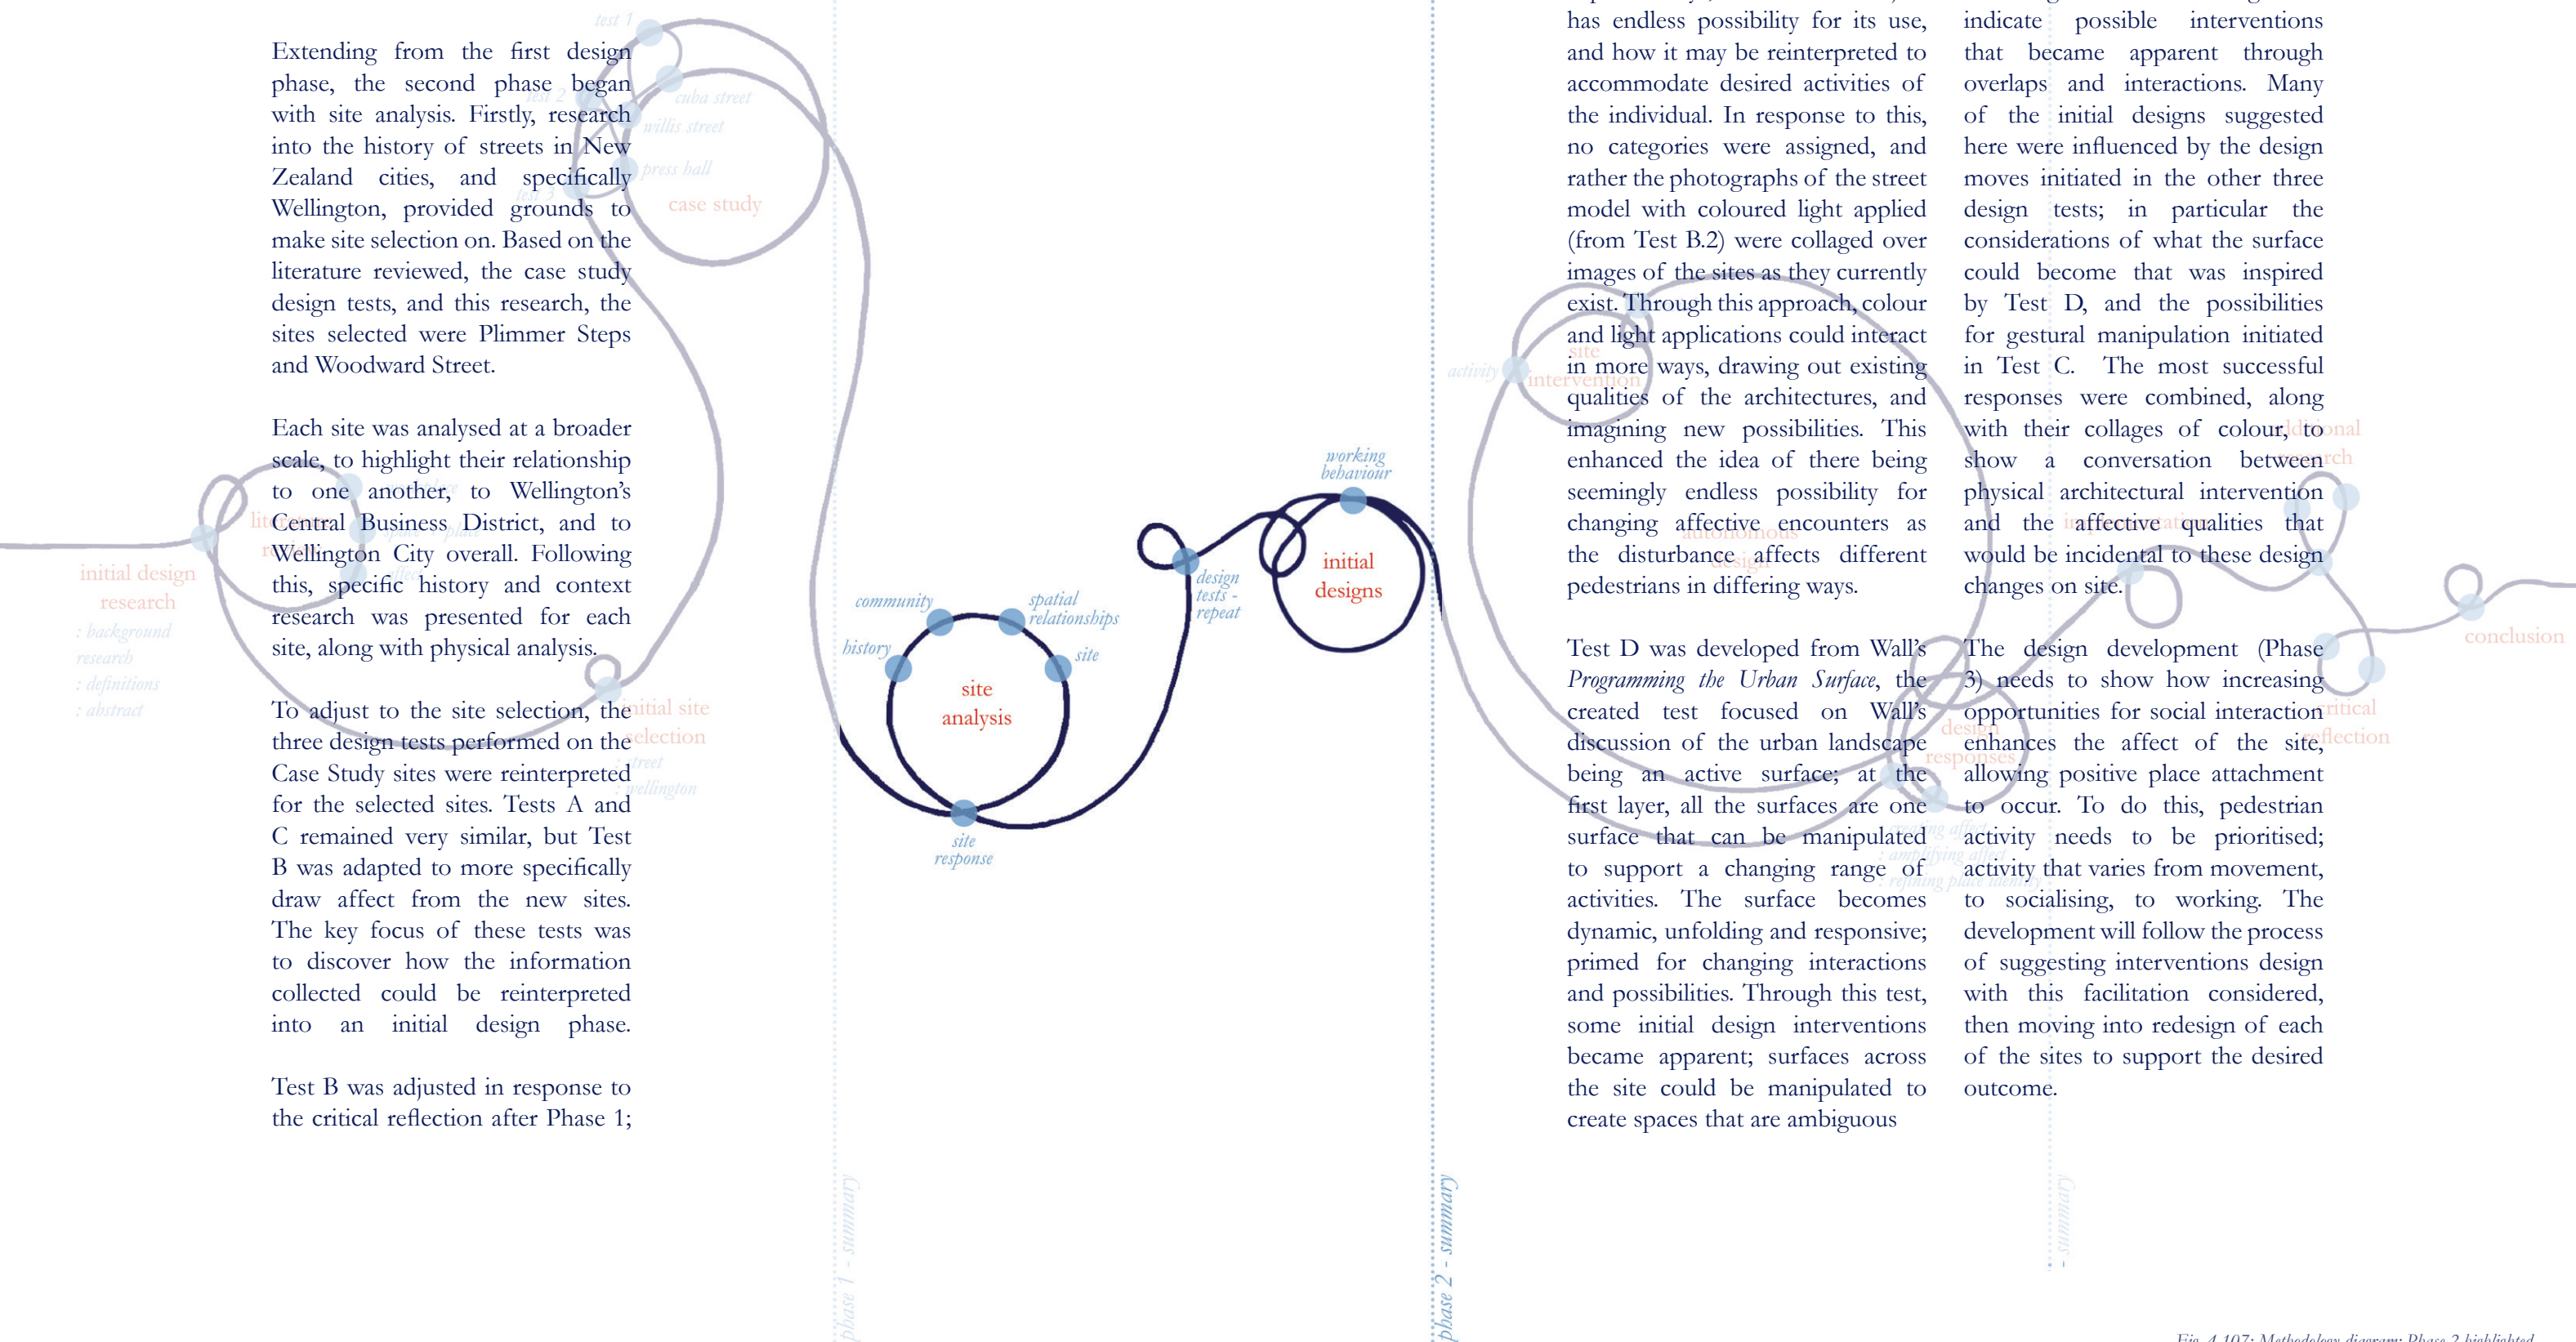 Extending from the first design
phase, the second phase began
with site analysis. Firstly, research
into the history of streets in New
Zealand cities, and specifically
Wellington, provided grounds to
make site selection on. Based on the
literature reviewed, the case study
design tests, and this research, the
sites selected were Plimmer Steps
and Woodward Street.
Each site was analysed at a broader
scale, to highlight their relationship
to one another, to Wellington’s
Central Business District, and to
Wellington City overall. Following
this, specific history and context
research was presented for each
site, along with physical analysis.
To adjust to the site selection, the
three design tests performed on the
Case Study sites were reinterpreted
for the selected sites. Tests A and
C remained very similar, but Test
B was adapted to more specifically
draw affect from the new sites.
The key focus of these tests was
to discover how the information
collected could be reinterpreted
into an initial design phase.
Test B was adjusted in response to
the critical reflection after Phase 1;
has endless possibility for its use,
and how it may be reinterpreted to
accommodate desired activities of
the individual. In response to this,
no categories were assigned, and
rather the photographs of the street
model with coloured light applied
(from Test B.2) were collaged over
images of the sites as they currently
exist. Through this approach, colour
and light applications could interact
in more ways, drawing out existing
qualities of the architectures, and
imagining new possibilities. This
enhanced the idea of there being
seemingly endless possibility for
changing affective encounters as
the disturbance affects different
pedestrians in differing ways.
Test D was developed from Wall’s
Programming the Urban Surface, the
created test focused on Wall’s
discussion of the urban landscape
being an active surface; at the
first layer, all the surfaces are one
surface that can be manipulated
to support a changing range of
activities. The surface becomes
dynamic, unfolding and responsive;
primed for changing interactions
and possibilities. Through this test,
some initial design interventions
became apparent; surfaces across
the site could be manipulated to
create spaces that are ambiguous
indicate possible interventions
that became apparent through
overlaps and interactions. Many
of the initial designs suggested
here were influenced by the design
moves initiated in the other three
design tests; in particular the
considerations of what the surface
could become that was inspired
by Test D, and the possibilities
for gestural manipulation initiated
in Test C. The most successful
responses were combined, along
with their collages of colour, to
show a conversation between
physical architectural intervention
and the affective qualities that
would be incidental to these design
changes on site.
The design development (Phase
3) needs to show how increasing
opportunities for social interaction
enhances the affect of the site,
allowing positive place attachment
to occur. To do this, pedestrian
activity needs to be prioritised;
activity that varies from movement,
to socialising, to working. The
development will follow the process
of suggesting interventions design
with this facilitation considered,
then moving into redesign of each
of the sites to support the desired
outcome.
test 1
test 2
test 3
cuba street
willis street
press hall
case study
initial design
research
: background
research
: definitions
: abstract
initial site
selection
: street
: wellington
community
history
spatial
relationships
site
site
analysis
site
response
design
tests -
repeat
working
behaviour
initial
designs
activity
site
intervention
autonomous
design
design
responses
: creating affect
: amplifying affect
: refining place identity
critical
reflection
conclusion
phase 1 - summary
phase 2 - summary
- summary
Fig. 4.107: Methodology diagram: Phase 2 highlighted